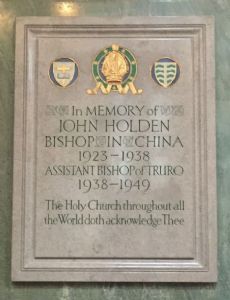 In MEMORY of
JOHN HOLDEN
BISHOP IN CHINA
1923-1938
ASSISTANT BISHOP of TRURO
1938-1949
The Holy Church throughout all
the World doth acknowledge Thee